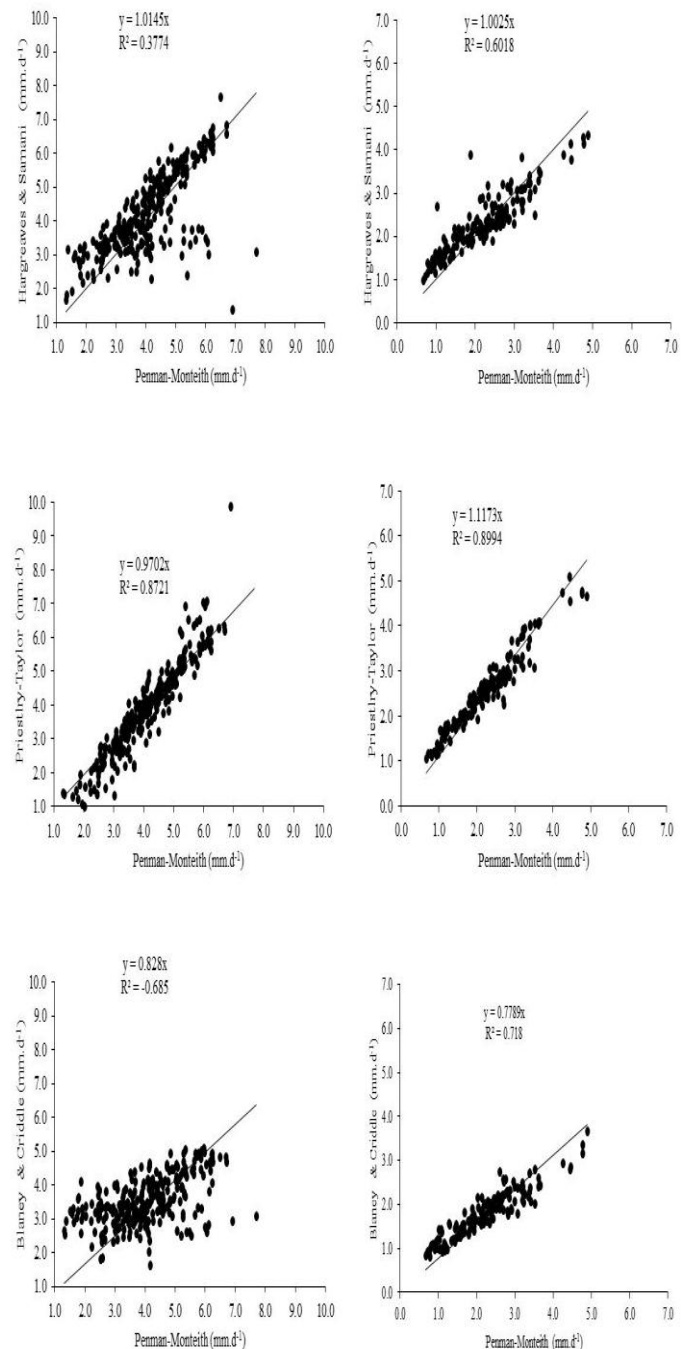 y = 1.0145x
R² = 0.3774
10.0
9.0
8.0
7.0
6.0
5.0
4.0
3.0
2.0
1.0
Hargreaves & Samani (mm.d⁻¹)
1.0 2.0 3.0 4.0 5.0 6.0 7.0 8.0 9.0 10.0
Penman-Monteith (mm.d⁻¹)
y = 1.0025x
R² = 0.6018
7.0
6.0
5.0
4.0
3.0
2.0
1.0
0.0
Hargreaves & Samani (mm.d⁻¹)
0.0 1.0 2.0 3.0 4.0 5.0 6.0 7.0
Penman-Monteith (mm.d⁻¹)
y = 0.9702x
R² = 0.8721
10.0
9.0
8.0
7.0
6.0
5.0
4.0
3.0
2.0
1.0
Priestlry-Taylor (mm.d⁻¹)
1.0 2.0 3.0 4.0 5.0 6.0 7.0 8.0 9.0 10.0
Penman-Monteith (mm.d⁻¹)
y = 1.1173x
R² = 0.8994
7.0
6.0
5.0
4.0
3.0
2.0
1.0
0.0
Priestlry-Taylor (mm.d⁻¹)
0.0 1.0 2.0 3.0 4.0 5.0 6.0 7.0
Penman-Monteith (mm.d⁻¹)
y = 0.828x
R² = -0.685
10.0
9.0
8.0
7.0
6.0
5.0
4.0
3.0
2.0
1.0
Blaney & Criddle (mm.d⁻¹)
1.0 2.0 3.0 4.0 5.0 6.0 7.0 8.0 9.0 10.0
Penman-Monteith (mm.d⁻¹)
y = 0.7789x
R² = 0.718
7.0
6.0
5.0
4.0
3.0
2.0
1.0
0.0
Blaney & Criddle (mm.d⁻¹)
0.0 1.0 2.0 3.0 4.0 5.0 6.0 7.0
Penman-Monteith (mm.d⁻¹)